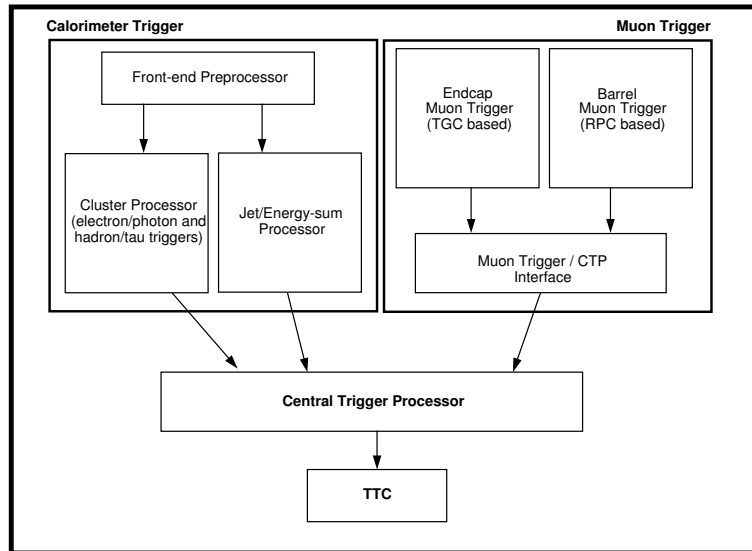 Calorimeter Trigger
Muon Trigger
Front-end Preprocessor
Endcap
Muon Trigger
(TGC based)
Barrel
Muon Trigger
(RPC based)
Cluster Processor
(electron/photon and
hadron/tau triggers)
Jet/Energy-sum
Processor
Muon Trigger / CTP
Interface
Central Trigger Processor
TTC